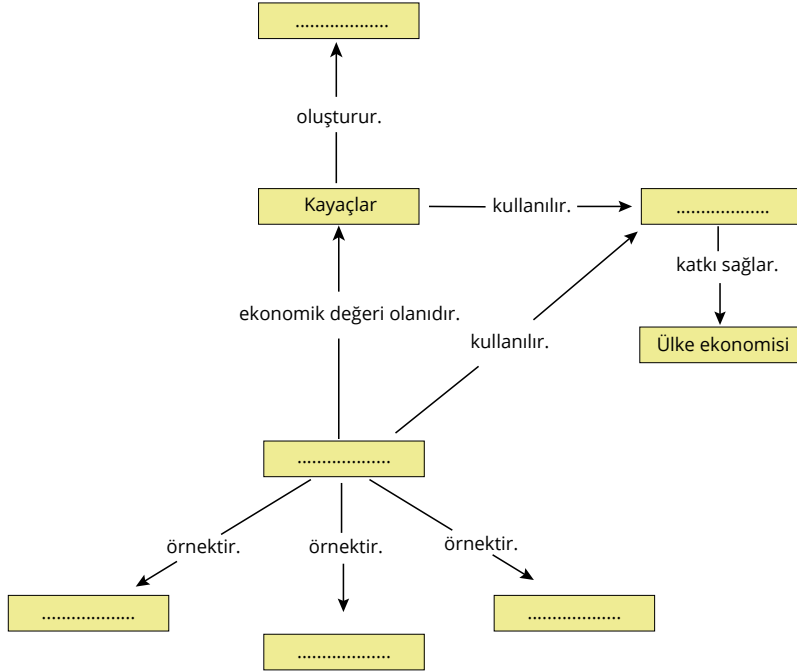 ...................
oluşturur.
Kayaçlar
kullanılır.
...................
katkı sağlar.
ekonomik değeri olanıdır.
kullanılır.
Ülke ekonomisi
...................
örnektir.
örnektir.
örnektir.
...................
...................
...................